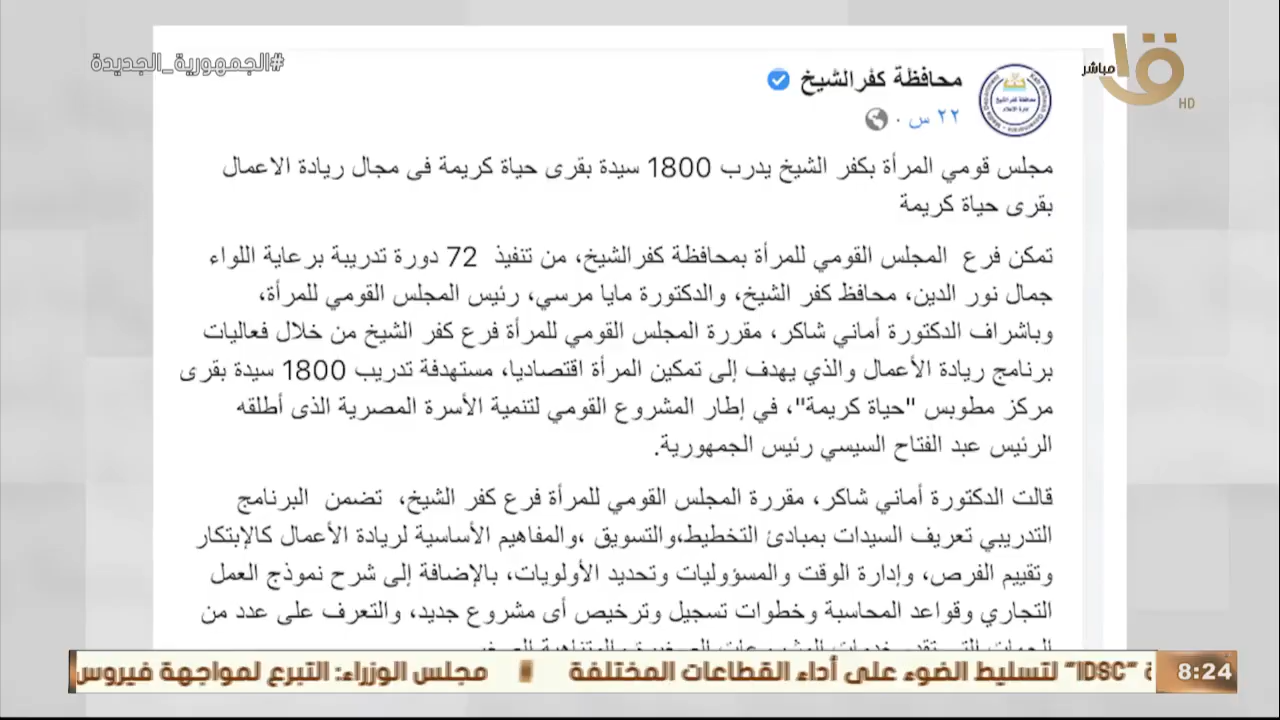 #الجمهورية_الجديدة
مباشر
HD
محافظة كفرالشيخ
٢٢ س ·
مجلس قومي المرأة بكفر الشيخ يدرب 1800 سيدة بقرى حياة كريمة فى مجال ريادة الاعمال
بقرى حياة كريمة
تمكن فرع المجلس القومي للمرأة بمحافظة كفرالشيخ، من تنفيذ 72 دورة تدريبة برعاية اللواء
جمال نور الدين، محافظ كفر الشيخ، والدكتورة مايا مرسي، رئيس المجلس القومي للمرأة،
وباشراف الدكتورة أماني شاكر، مقررة المجلس القومي للمرأة فرع كفر الشيخ من خلال فعاليات
برنامج ريادة الأعمال والذي يهدف إلى تمكين المرأة اقتصاديا، مستهدفة تدريب 1800 سيدة بقرى
مركز مطوبس "حياة كريمة"، في إطار المشروع القومي لتنمية الأسرة المصرية الذى أطلقه
الرئيس عبد الفتاح السيسي رئيس الجمهورية.
قالت الدكتورة أماني شاكر، مقررة المجلس القومي للمرأة فرع كفر الشيخ، تضمن البرنامج
التدريبي تعريف السيدات بمبادئ التخطيط،والتسويق ،والمفاهيم الأساسية لريادة الأعمال كالإبتكار
وتقييم الفرص، وإدارة الوقت والمسؤوليات وتحديد الأولويات، بالإضافة إلى شرح نموذج العمل
التجاري وقواعد المحاسبة وخطوات تسجيل وترخيص أى مشروع جديد، والتعرف على عدد من
8:24
ة "IDSC" لتسليط الضوء على أداء القطاعات المختلفة
مجلس الوزراء: التبرع لمواجهة فيروس